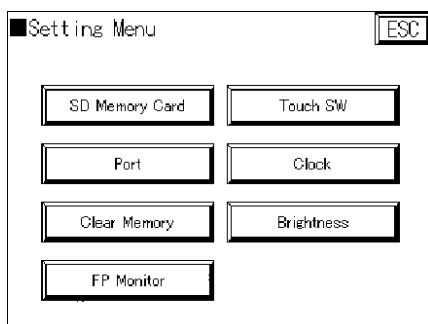 ■Setting Menu ESC
SD Memory Card Touch SW
Port Clock
Clear Memory Brightness
FP Monitor